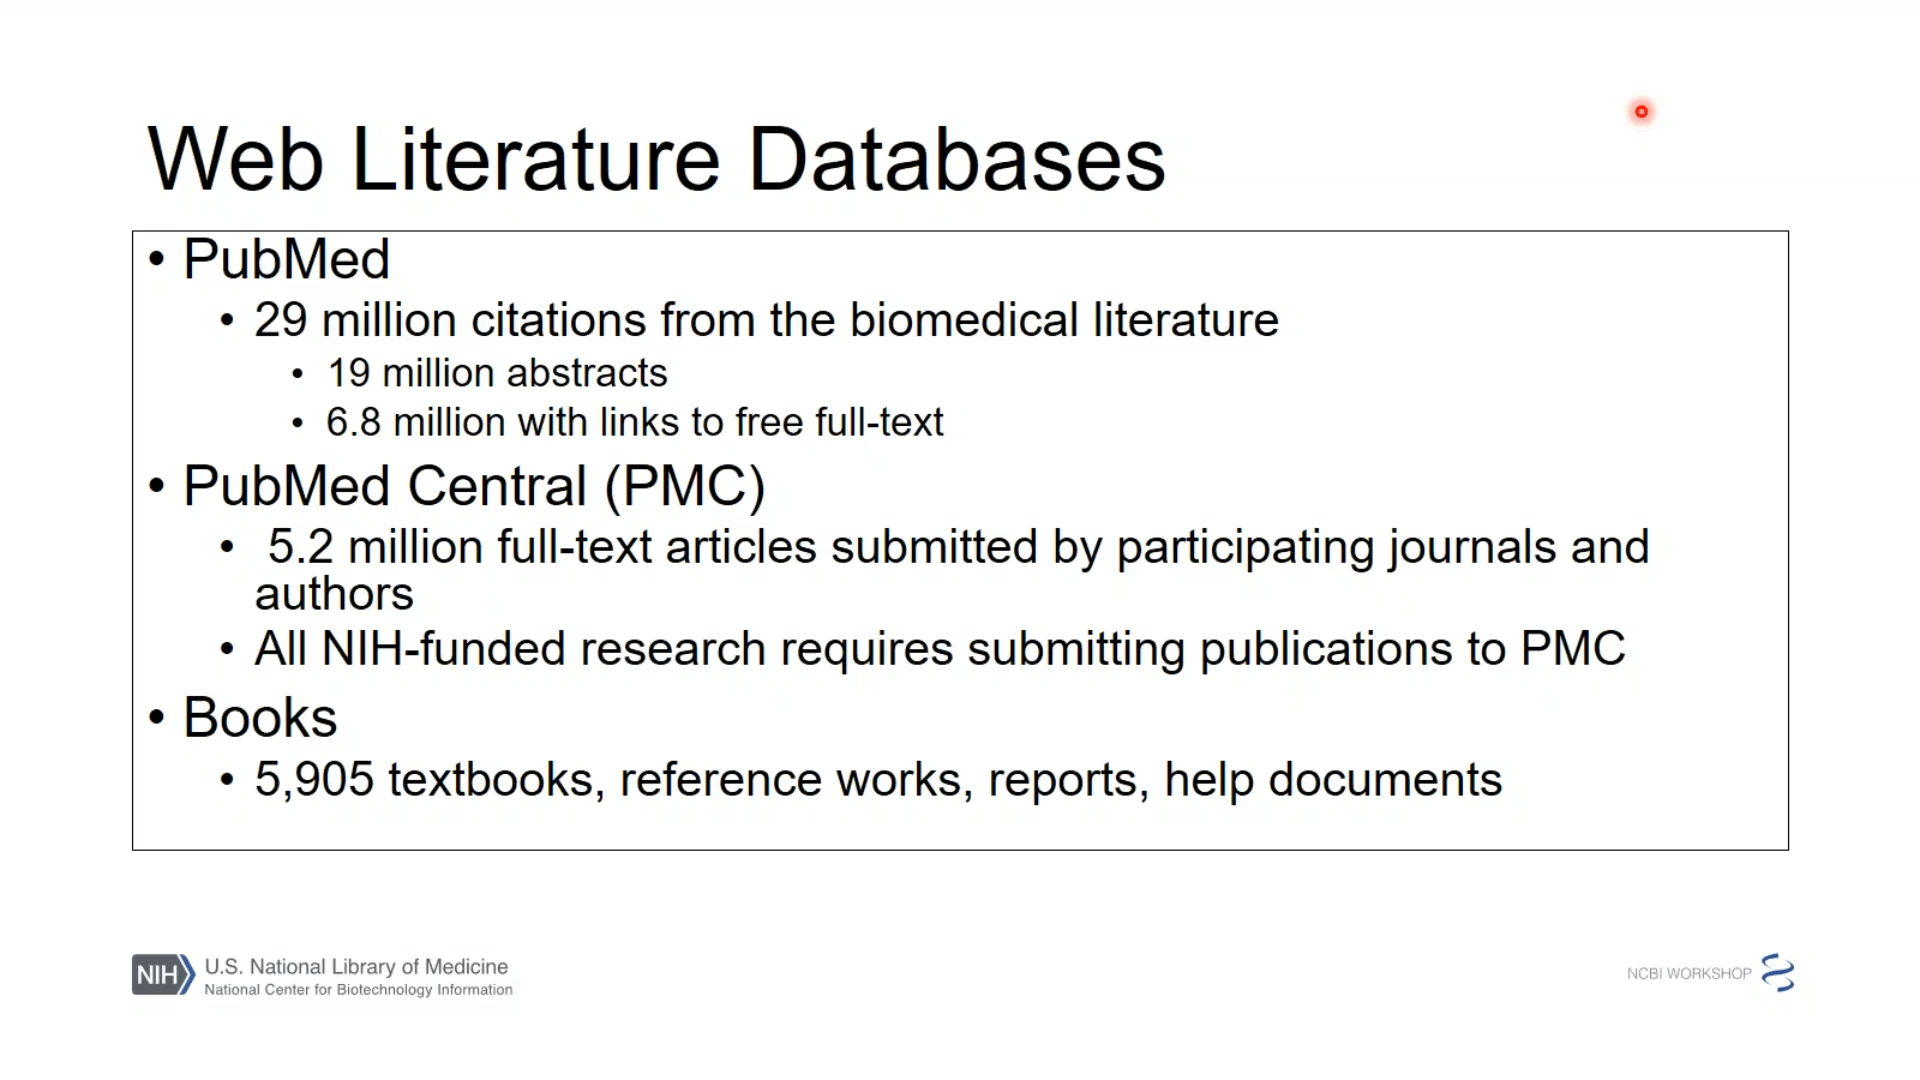 Web Literature Databases
• PubMed
• 29 million citations from the biomedical literature
• 19 million abstracts
• 6.8 million with links to free full-text
• PubMed Central (PMC)
• 5.2 million full-text articles submitted by participating journals and
authors
• All NIH-funded research requires submitting publications to PMC
• Books
• 5,905 textbooks, reference works, reports, help documents
NIH U.S. National Library of Medicine
National Center for Biotechnology Information
NCBI WORKSHOP